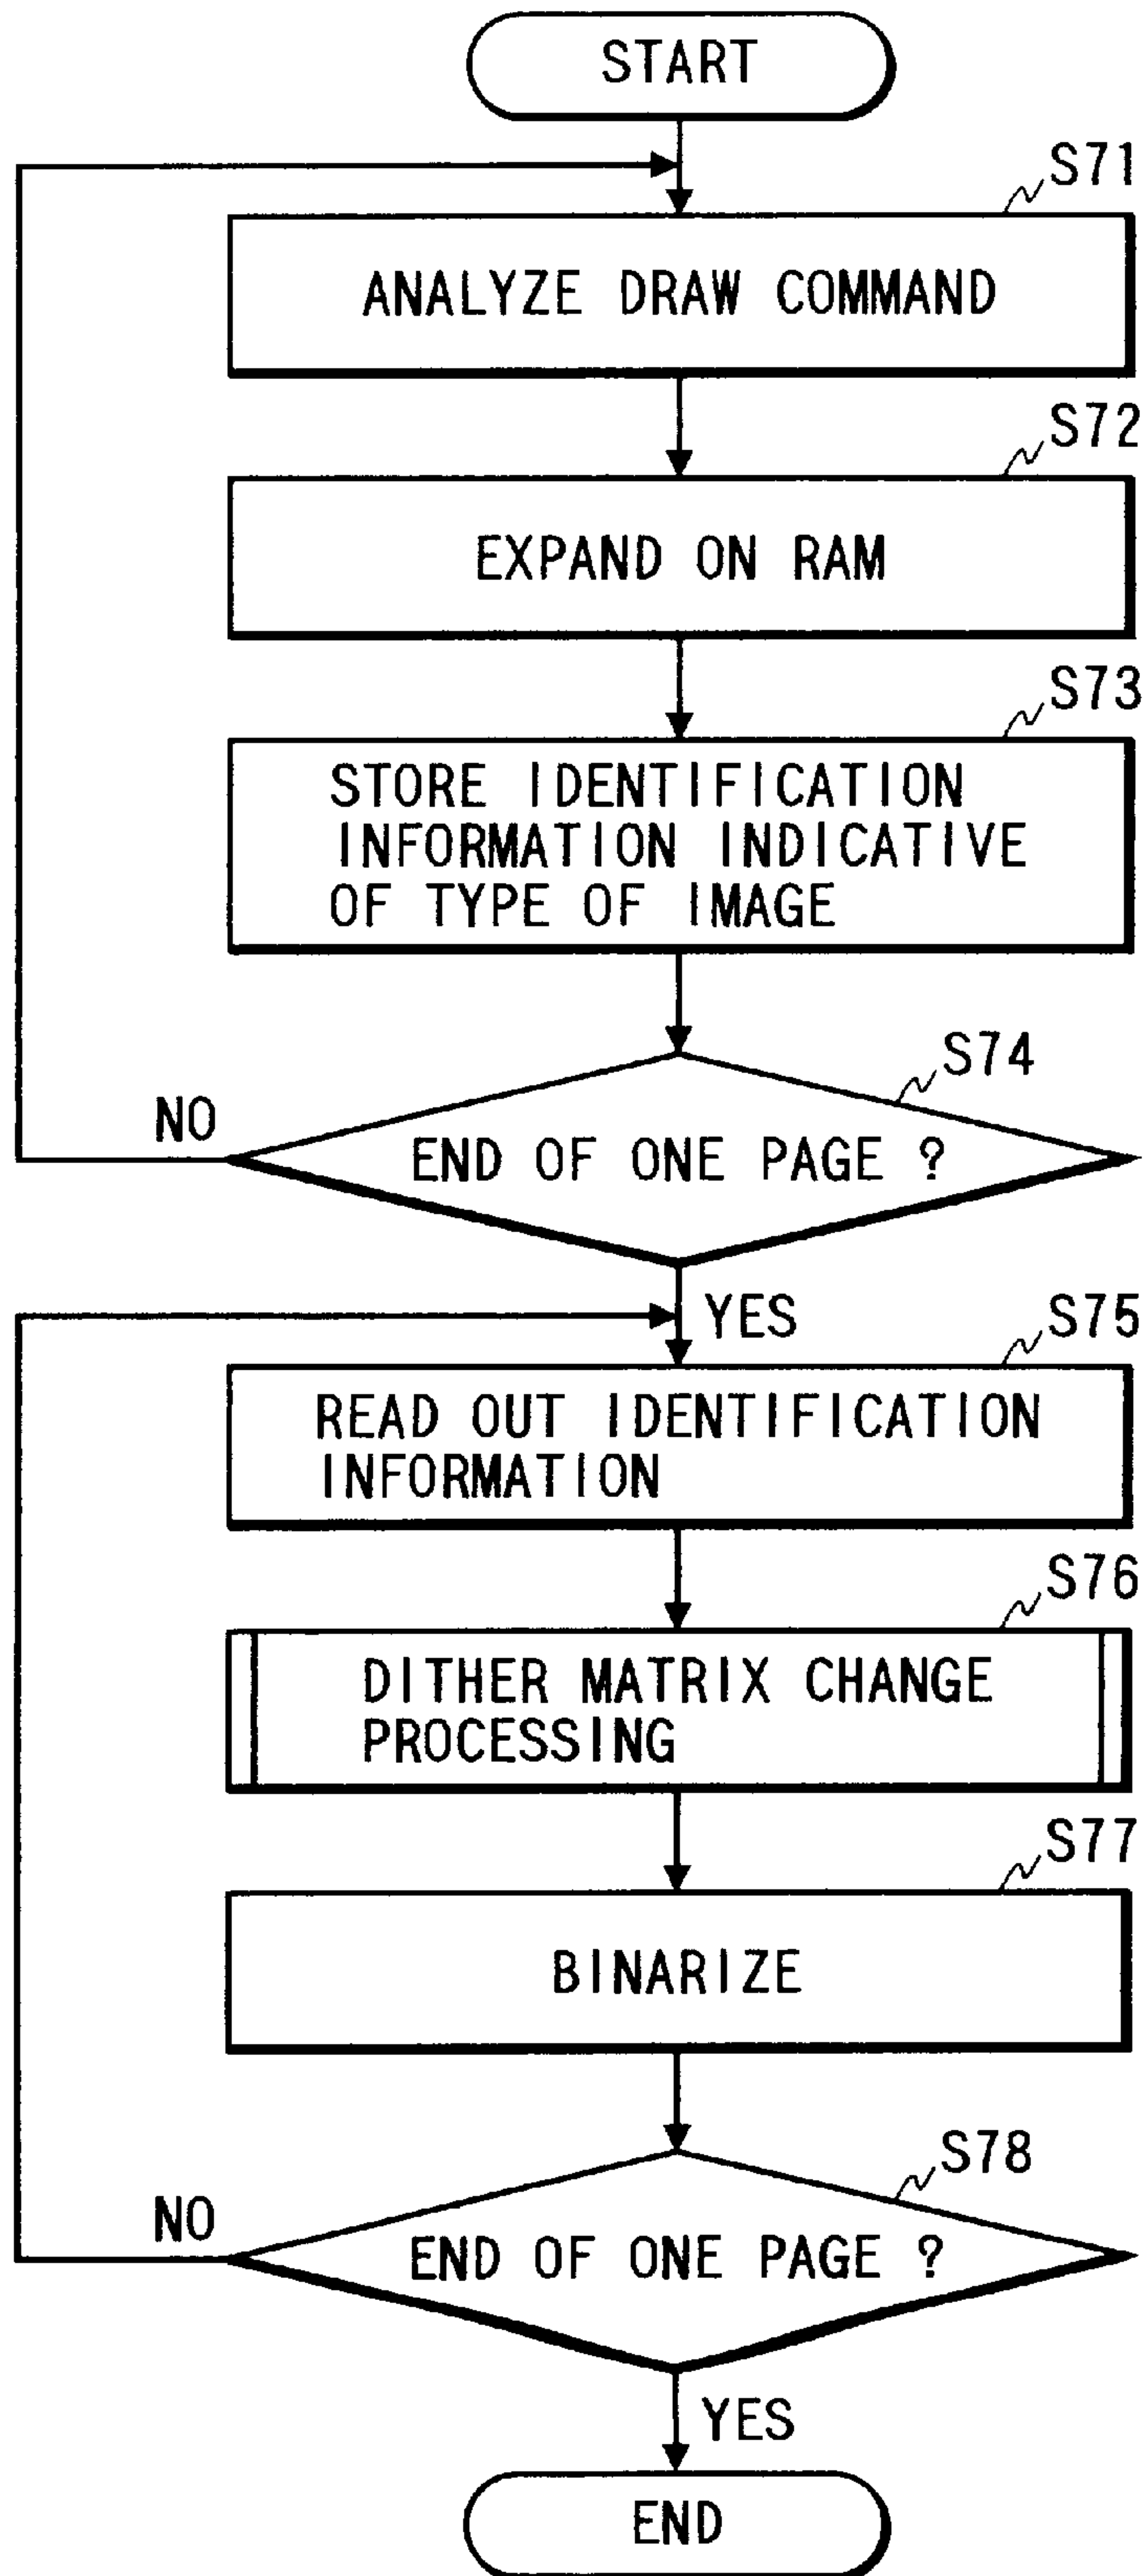 START
S71
ANALYZE DRAW COMMAND
S72
EXPAND ON RAM
S73
STORE IDENTIFICATION
INFORMATION INDICATIVE
OF TYPE OF IMAGE
S74
NO
END OF ONE PAGE ?
YES
S75
READ OUT IDENTIFICATION
INFORMATION
S76
DITHER MATRIX CHANGE
PROCESSING
S77
BINARIZE
S78
NO
END OF ONE PAGE ?
YES
END